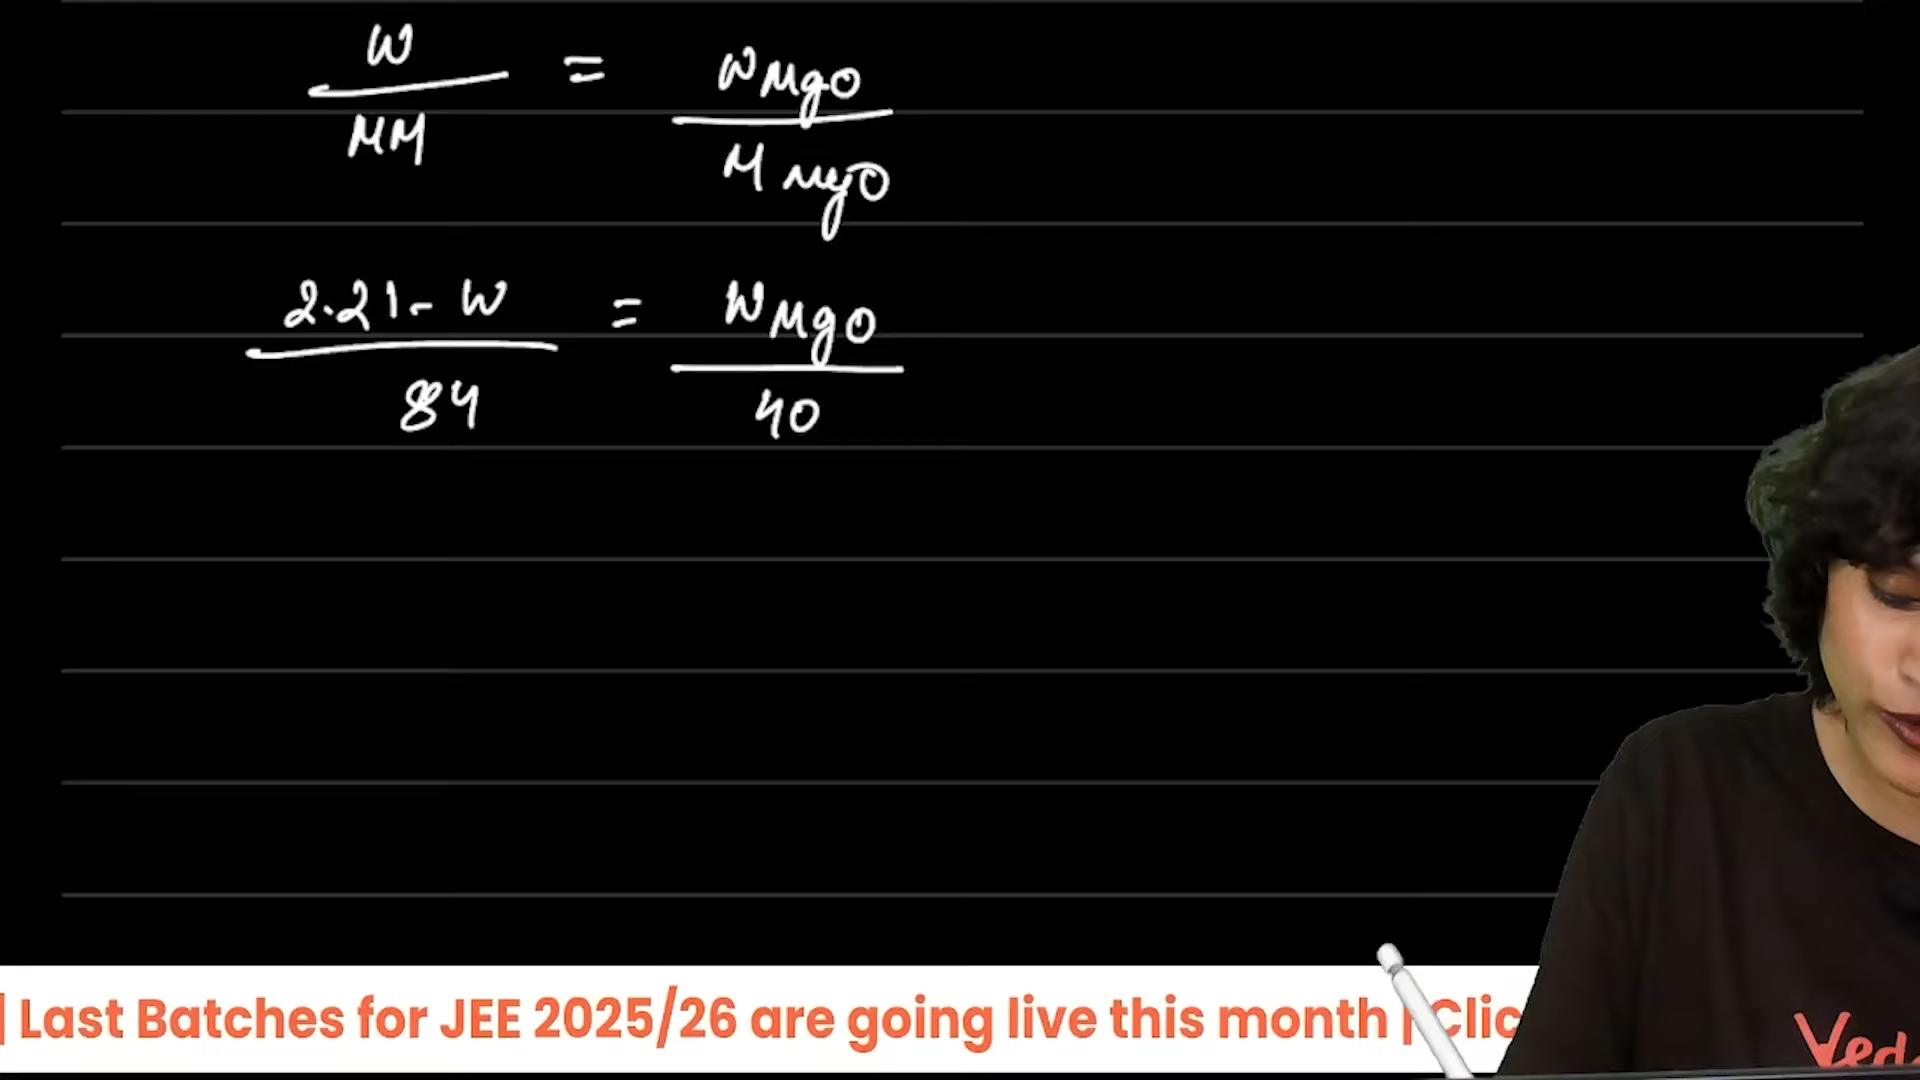 W = WMgO
MM M MgO
2.21 - W = WMgO
84 40
| Last Batches for JEE 2025/26 are going live this month | Clic
Ved